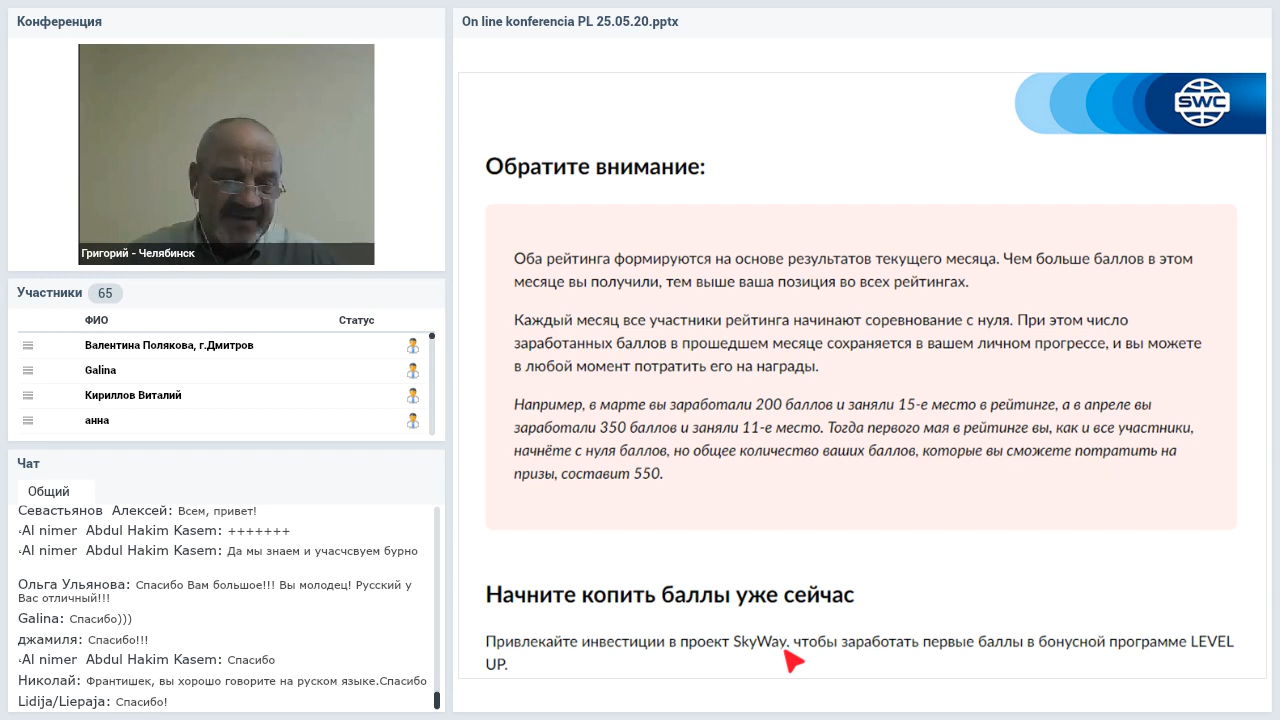 Конференция
Григорий - Челябинск
Участники 65
ФИО Статус
Валентина Полякова, г.Дмитров
Galina
Кириллов Виталий
анна
Чат
Общий
Севастьянов Алексей: Всем, привет!
‹Al nimer Abdul Hakim Kasem: +++++++
‹Al nimer Abdul Hakim Kasem: Да мы знаем и учасчсвуем бурно
Ольга Ульянова: Спасибо Вам большое!!! Вы молодец! Русский у
Вас отличный!!!
Galina: Спасибо)))
джамиля: Спасибо!!!
‹Al nimer Abdul Hakim Kasem: Спасибо
Николай: Франтишек, вы хорошо говорите на руском языке.Спасибо
Lidija/Liepaja: Спасибо!
On line konferencia PL 25.05.20.pptx
SWC
Обратите внимание:
Оба рейтинга формируются на основе результатов текущего месяца. Чем больше баллов в этом
месяце вы получили, тем выше ваша позиция во всех рейтингах.
Каждый месяц все участники рейтинга начинают соревнование с нуля. При этом число
заработанных баллов в прошедшем месяце сохраняется в вашем личном прогрессе, и вы можете
в любой момент потратить его на награды.
Например, в марте вы заработали 200 баллов и заняли 15-е место в рейтинге, а в апреле вы
заработали 350 баллов и заняли 11-е место. Тогда первого мая в рейтинге вы, как и все участники,
начнёте с нуля баллов, но общее количество ваших баллов, которые вы сможете потратить на
призы, составит 550.
Начните копить баллы уже сейчас
Привлекайте инвестиции в проект SkyWay, чтобы заработать первые баллы в бонусной программе LEVEL
UP.